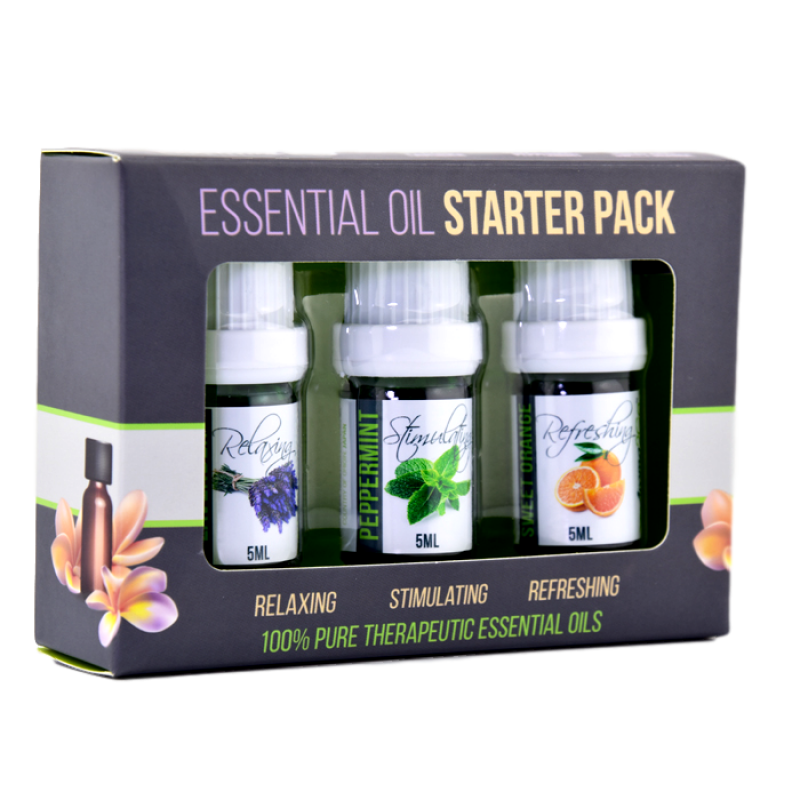 ESSENTIAL OIL STARTER PACK
Relaxing
5ML
PEPPERMINT
Stimulating
5ML
SWEET ORANGE
Refreshing
5ML
RELAXING
STIMULATING
REFRESHING
100% PURE THERAPEUTIC ESSENTIAL OILS